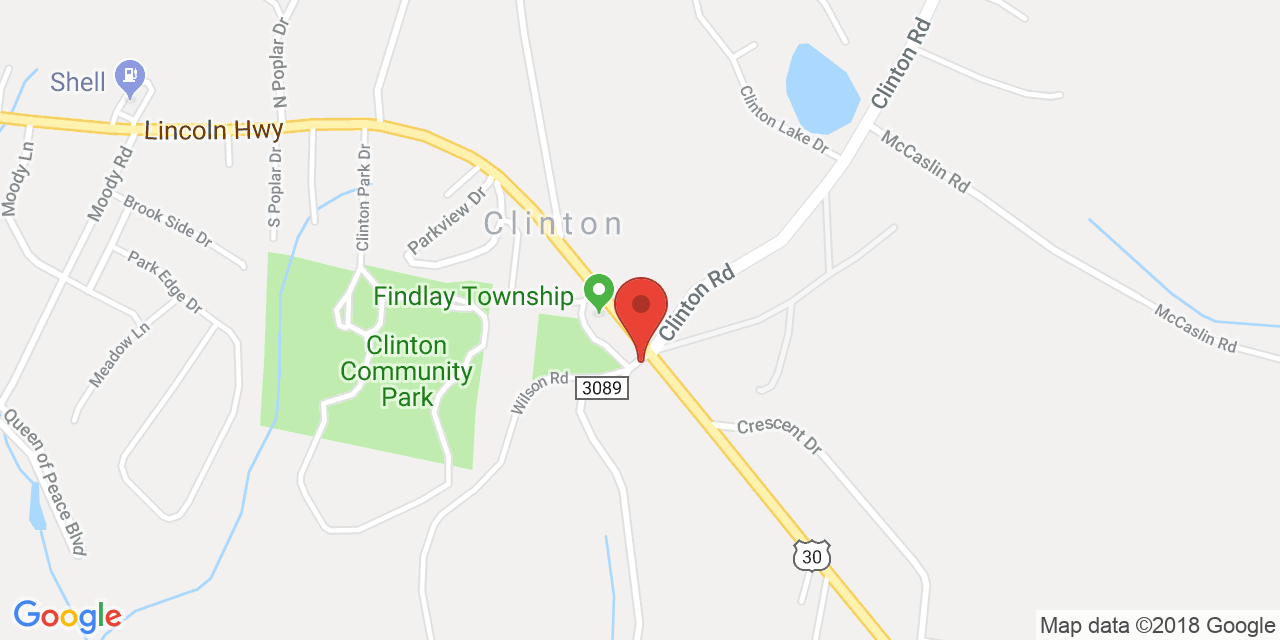 Shell
N Poplar Dr
Clinton Rd
Lincoln Hwy
Clinton Lake Dr
McCaslin Rd
Moody Ln
Moody Rd
S Poplar Dr
Clinton Park Dr
Brook Side Dr
Parkview Dr
Clinton
Park Edge Dr
Findlay Township
Clinton Rd
McCaslin Rd
Meadow Ln
Clinton
Community
Park
Wilson Rd
3089
Queen of Peace Blvd
Crescent Dr
30
Google
Map data ©2018 Google